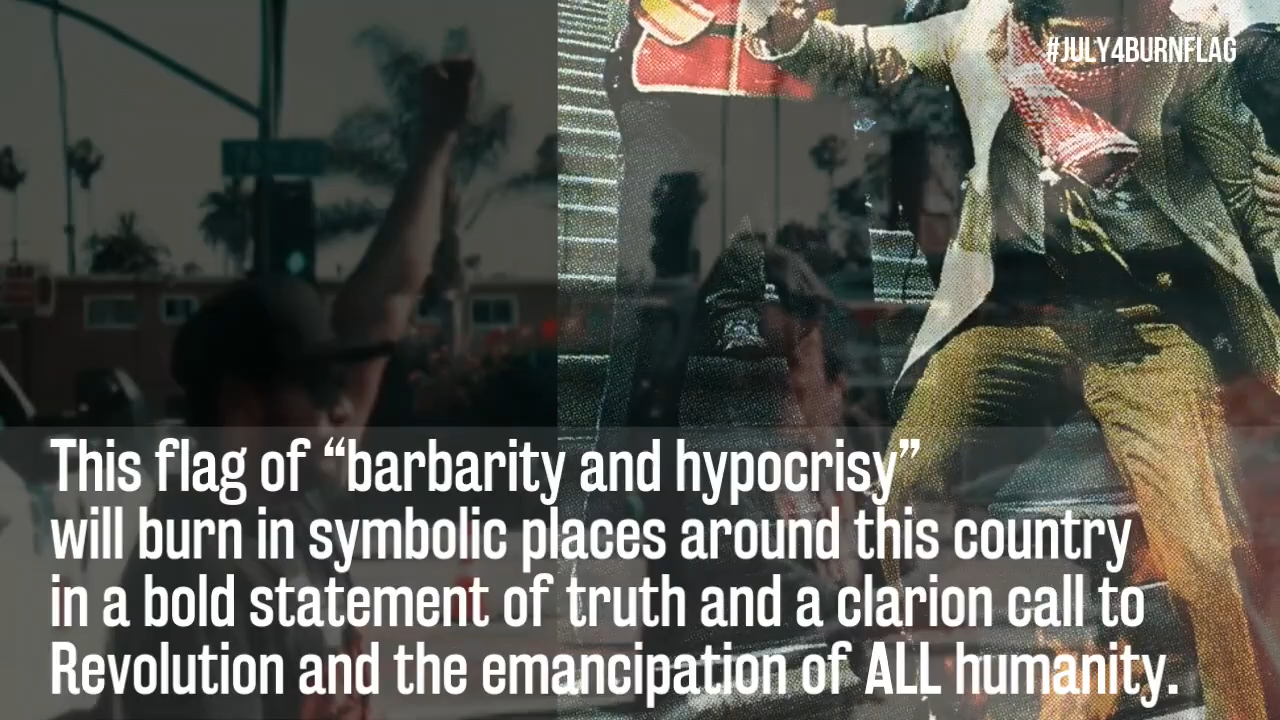 #JULY4BURNFLAG
This flag of “barbarity and hypocrisy”
will burn in symbolic places around this country
in a bold statement of truth and a clarion call to
Revolution and the emancipation of ALL humanity.